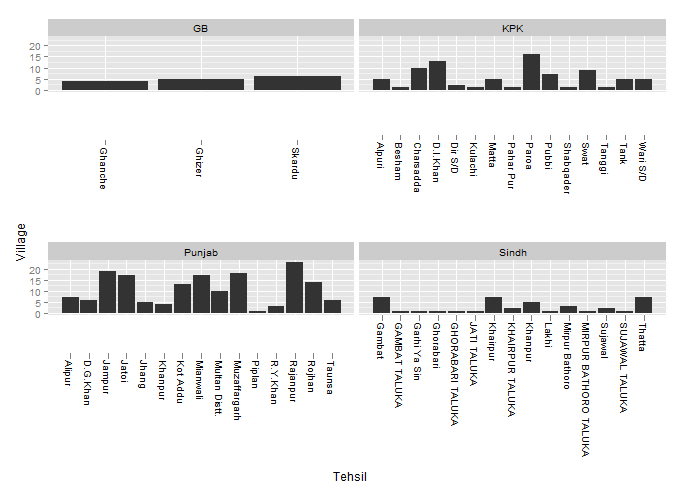 GB
KPK
20
15
10
5
0
Ghanche
Ghizer
Skardu
Alpuri
Besham
Charsadda
D.I.Khan
Dir S/D
Kulachi
Matta
Pahar Pur
Paroa
Pubbi
Shabqader
Swat
Tanggi
Tank
Wari S/D
Village
Punjab
Sindh
20
15
10
5
0
Alipur
D.G.Khan
Jampur
Jatoi
Jhang
Khanpur
Kot Addu
Mianwali
Multan Distt.
Muzaffargarh
Piplan
R.Y.Khan
Rajanpur
Rojhan
Taunsa
Gambat
GAMBAT TALUKA
Garhi Ya Sin
Ghorabari
GHORABARI TALUKA
JATI TALUKA
Khairpur
KHAIRPUR TALUKA
Khanpur
Lakhi
Mirpur Bathoro
MIRPUR BATHORO TALUKA
Sujawal
SUJAWAL TALUKA
Thatta
Tehsil